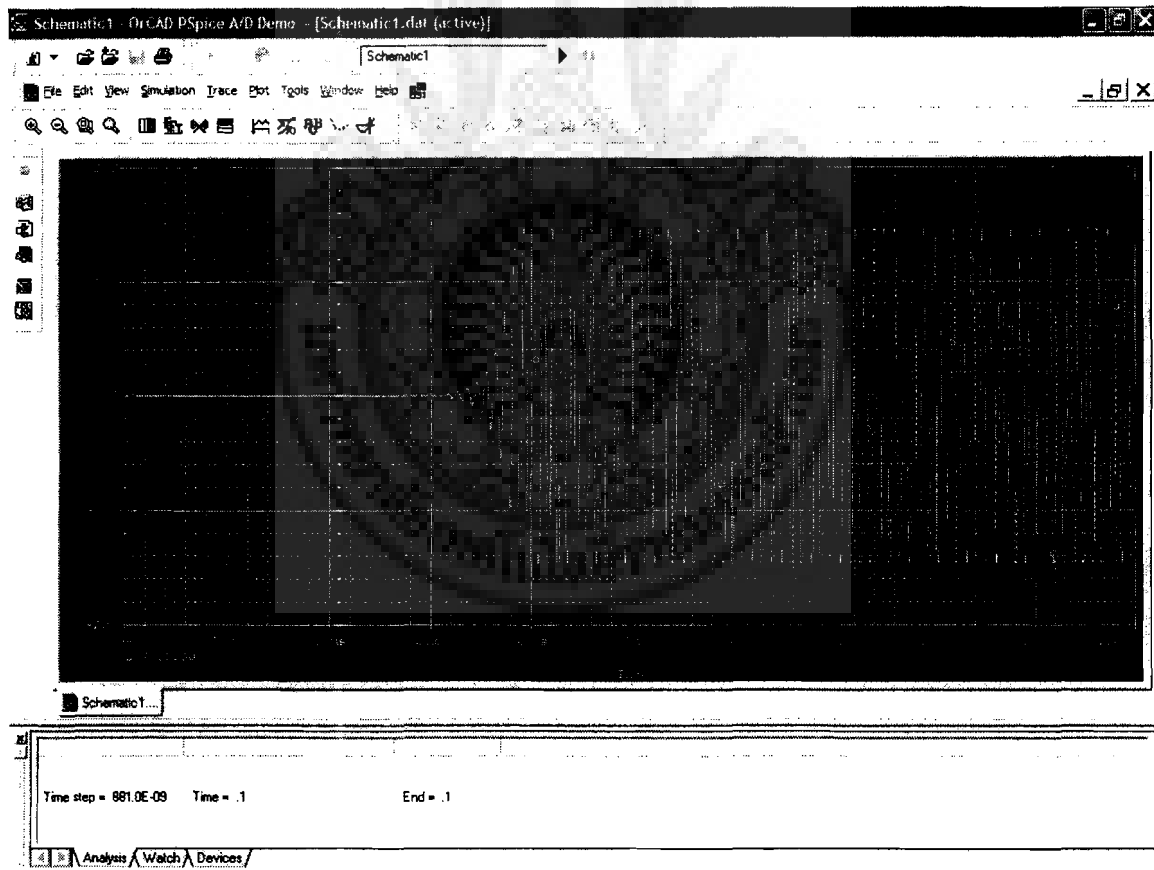 Schematic1 - OrCAD PSpice A/D Demo - [Schematic1.dat (active)]
Schematic1
File Edit View Simulation Trace Plot Tools Window Help
Schematic1....
Time step = 881.0E-09 Time = .1 End = .1
Analysis Watch Devices